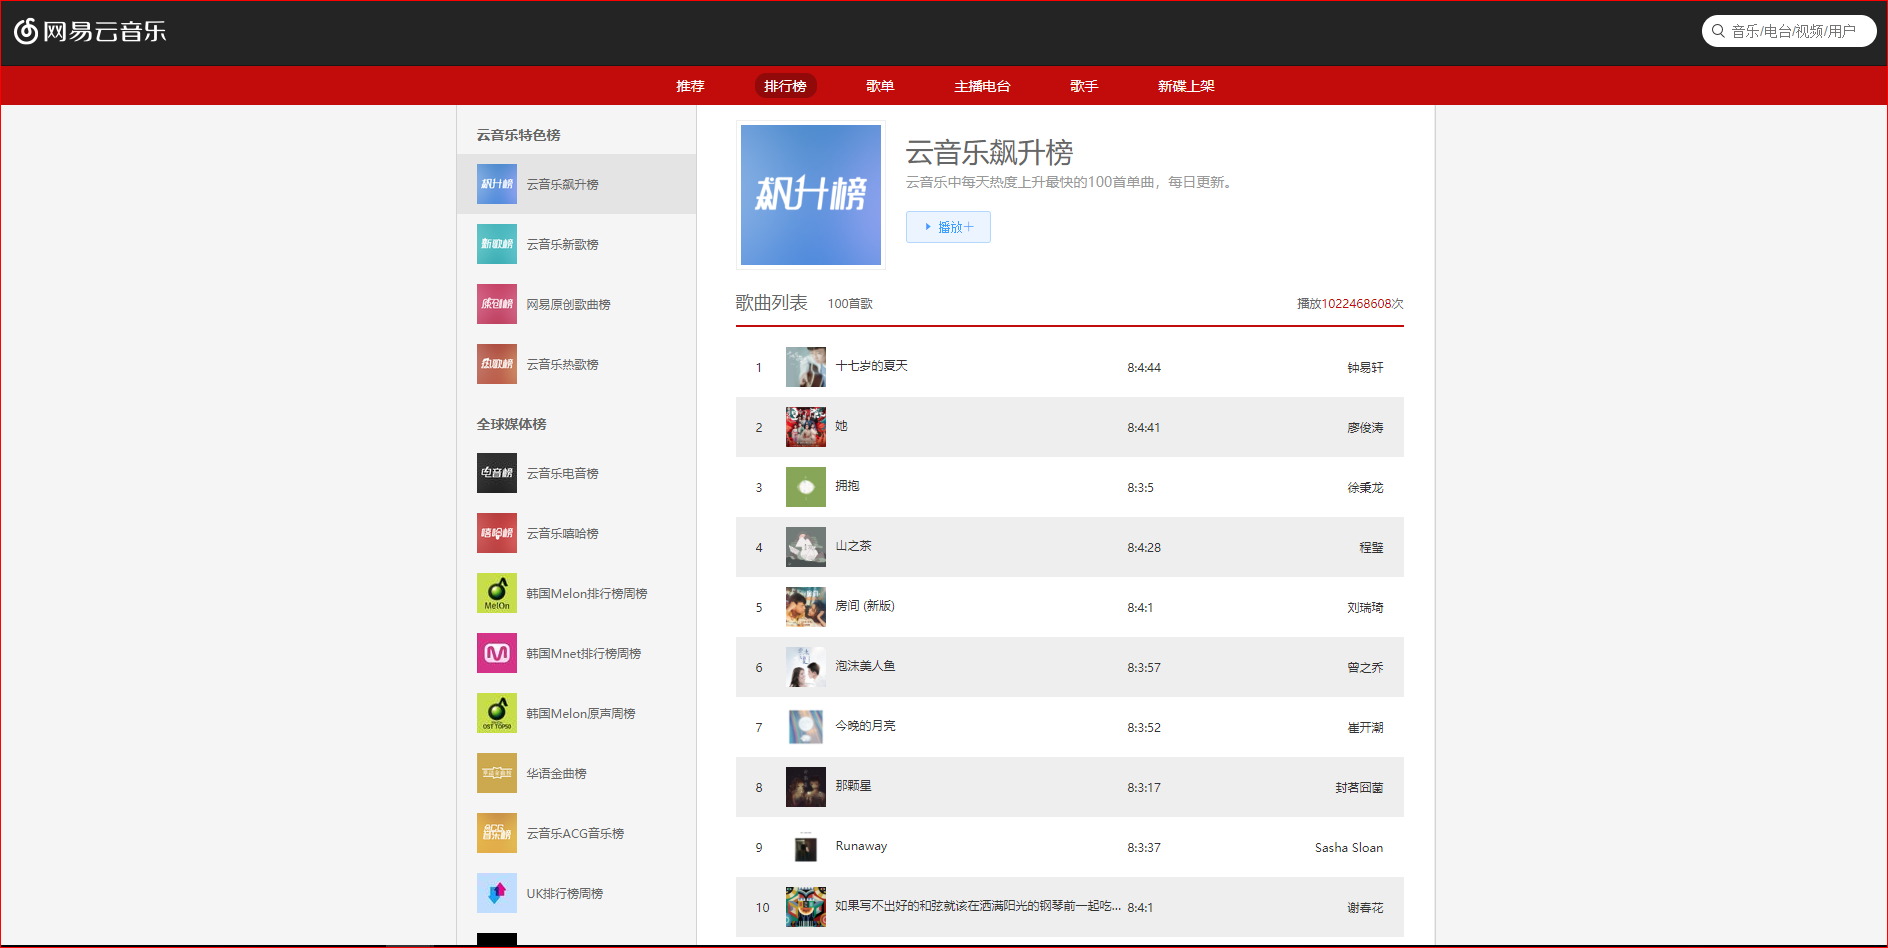 网易云音乐
音乐/电台/视频/用户
推荐 排行榜 歌单 主播电台 歌手 新碟上架
云音乐特色榜
飙升榜 云音乐飙升榜
新歌榜 云音乐新歌榜
原创榜 网易原创歌曲榜
热歌榜 云音乐热歌榜
全球媒体榜
电音榜 云音乐电音榜
嘻哈榜 云音乐嘻哈榜
MelOn 韩国Melon排行榜周榜
M 韩国Mnet排行榜周榜
OST TOP50 韩国Melon原声周榜
华语金曲榜
ACG音乐榜 云音乐ACG音乐榜
UK排行榜周榜
飙升榜
云音乐飙升榜
云音乐中每天热度上升最快的100首单曲，每日更新。
播放+
歌曲列表 100首歌 播放1022468608次
1 十七岁的夏天 8:4:44 钟易轩
2 她 8:4:41 廖俊涛
3 拥抱 8:3:5 徐秉龙
4 山之茶 8:4:28 程璧
5 房间 (新版) 8:4:1 刘瑞琦
6 泡沫美人鱼 8:3:57 曾之乔
7 今晚的月亮 8:3:52 崔开潮
8 那颗星 8:3:17 封茗囧菌
9 Runaway 8:3:37 Sasha Sloan
10 如果写不出好的和弦就该在洒满阳光的钢琴前一起吃... 8:4:1 谢春花